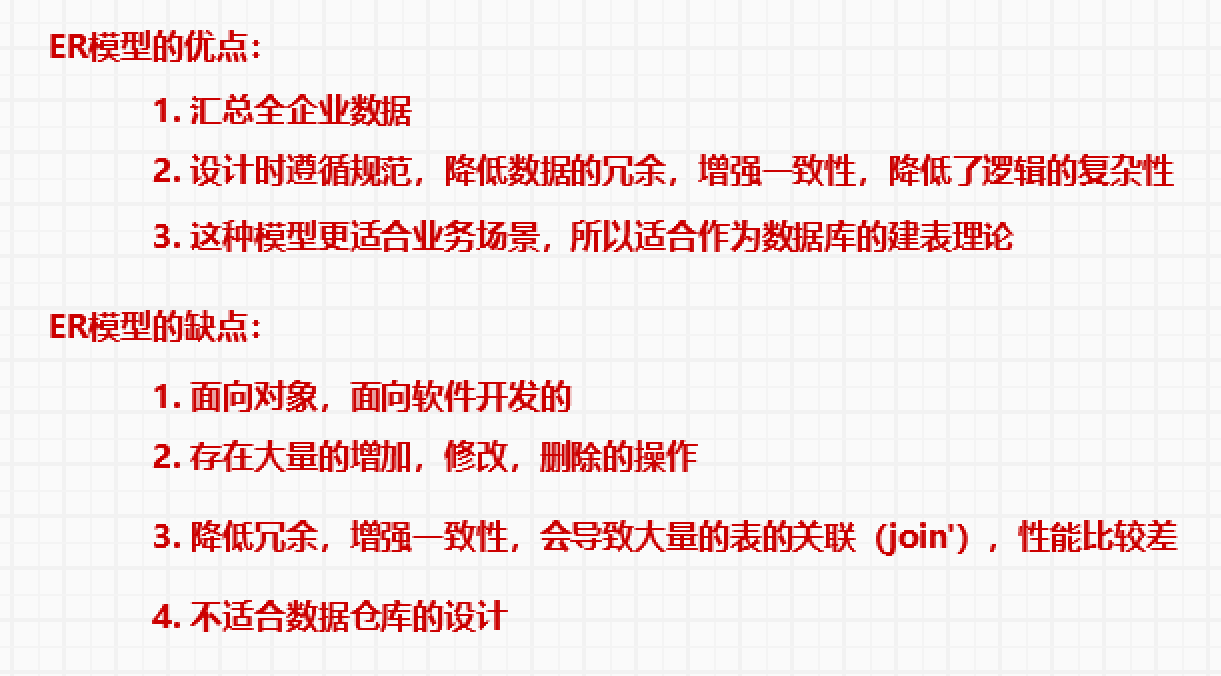 ER模型的优点：
1. 汇总全企业数据
2. 设计时遵循规范，降低数据的冗余，增强一致性，降低了逻辑的复杂性
3. 这种模型更适合业务场景，所以适合作为数据库的建表理论
ER模型的缺点：
1. 面向对象，面向软件开发的
2. 存在大量的增加，修改，删除的操作
3. 降低冗余，增强一致性，会导致大量的表的关联（join'），性能比较差
4. 不适合数据仓库的设计